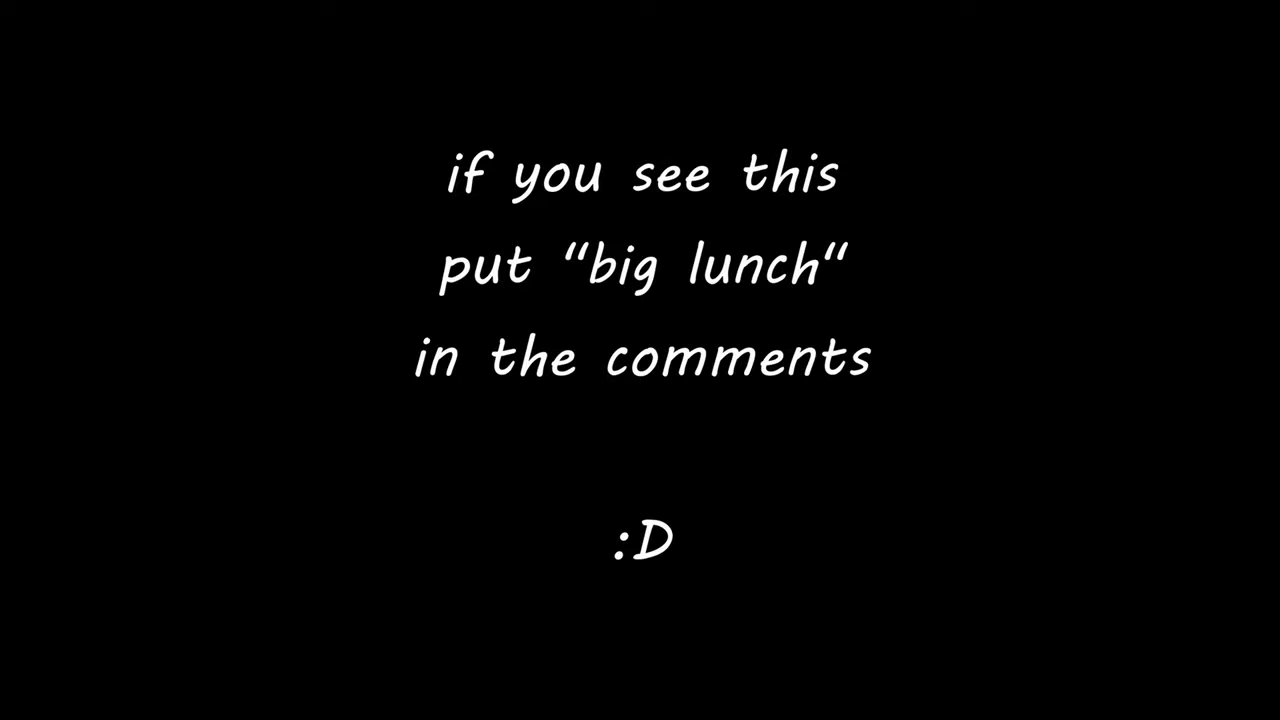 if you see this
put “big lunch“
in the comments
:D